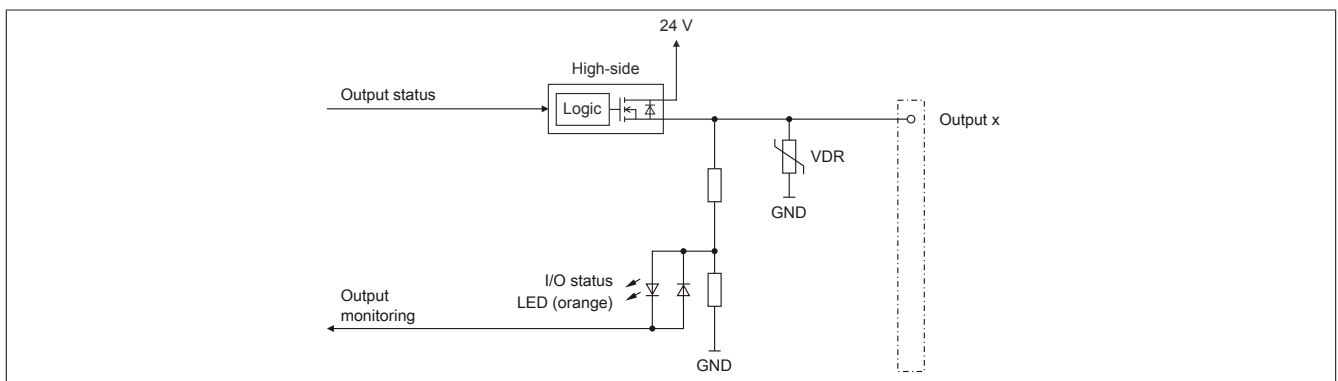 24 V
High-side
Output status
Logic
Output x
VDR
GND
I/O status
LED (orange)
Output
monitoring
GND